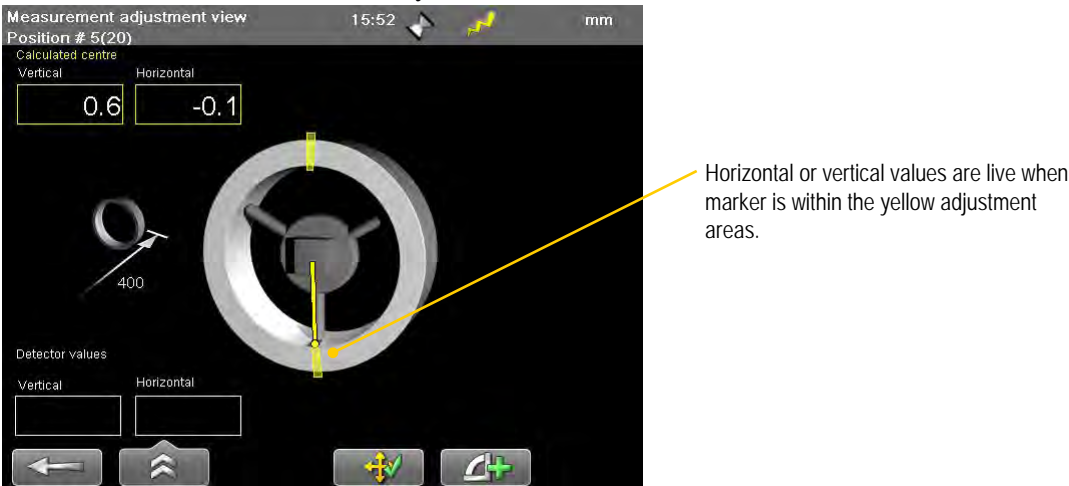 Measurement adjustment view 15:52 mm
Position # 5(20)
Calculated centre
Vertical Horizontal
0.6 -0.1
Horizontal or vertical values are live when
marker is within the yellow adjustment
areas.
400
Detector values
Vertical Horizontal